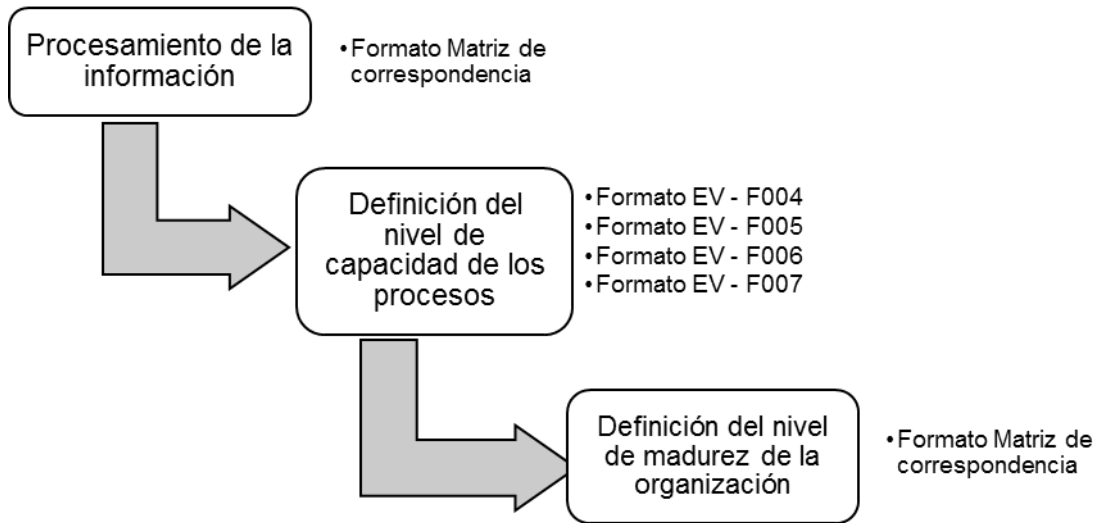 Procesamiento de la
información
•Formato Matriz de
correspondencia
Definición del
nivel de
capacidad de los
procesos
•Formato EV - F004
•Formato EV - F005
•Formato EV - F006
•Formato EV - F007
Definición del nivel
de madurez de la
organización
•Formato Matriz de
correspondencia